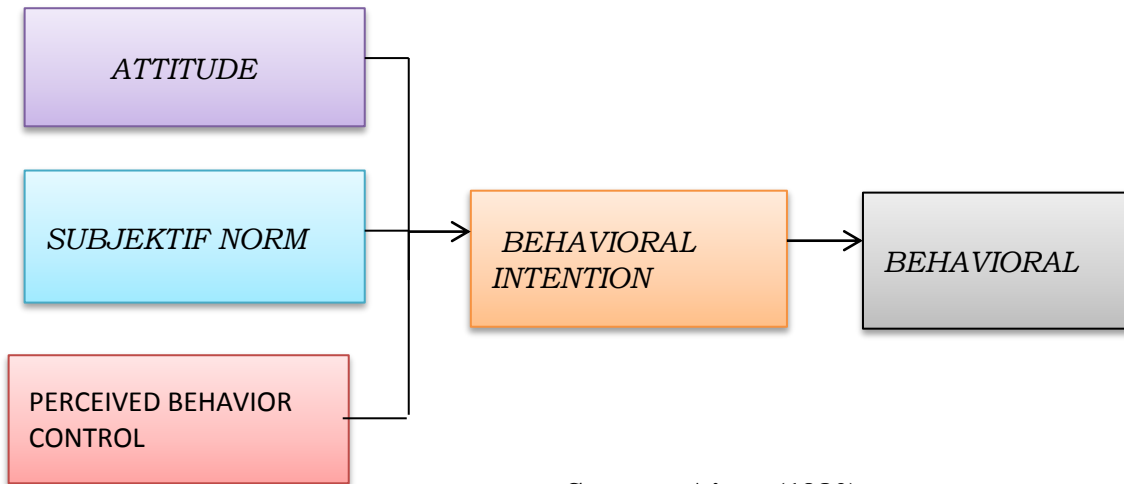 ATTITUDE
SUBJEKTIF NORM
BEHAVIORAL
INTENTION
BEHAVIORAL
PERCEIVED BEHAVIOR
CONTROL